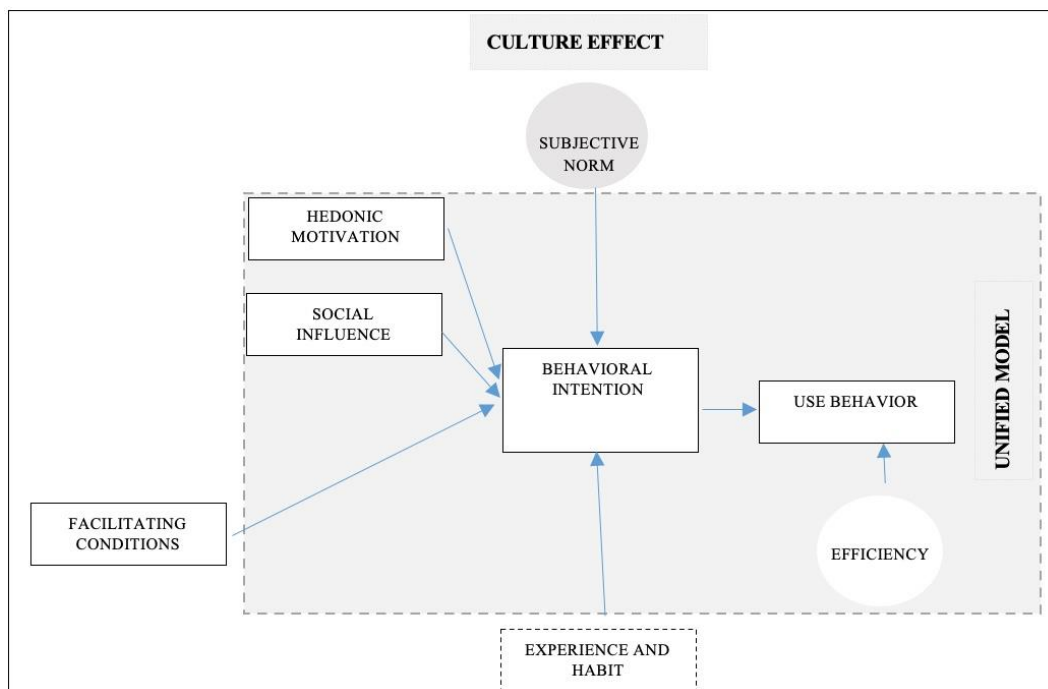 CULTURE EFFECT
SUBJECTIVE
NORM
HEDONIC
MOTIVATION
SOCIAL
INFLUENCE
BEHAVIORAL
INTENTION
USE BEHAVIOR
UNIFIED MODEL
FACILITATING
CONDITIONS
EFFICIENCY
EXPERIENCE AND
HABIT